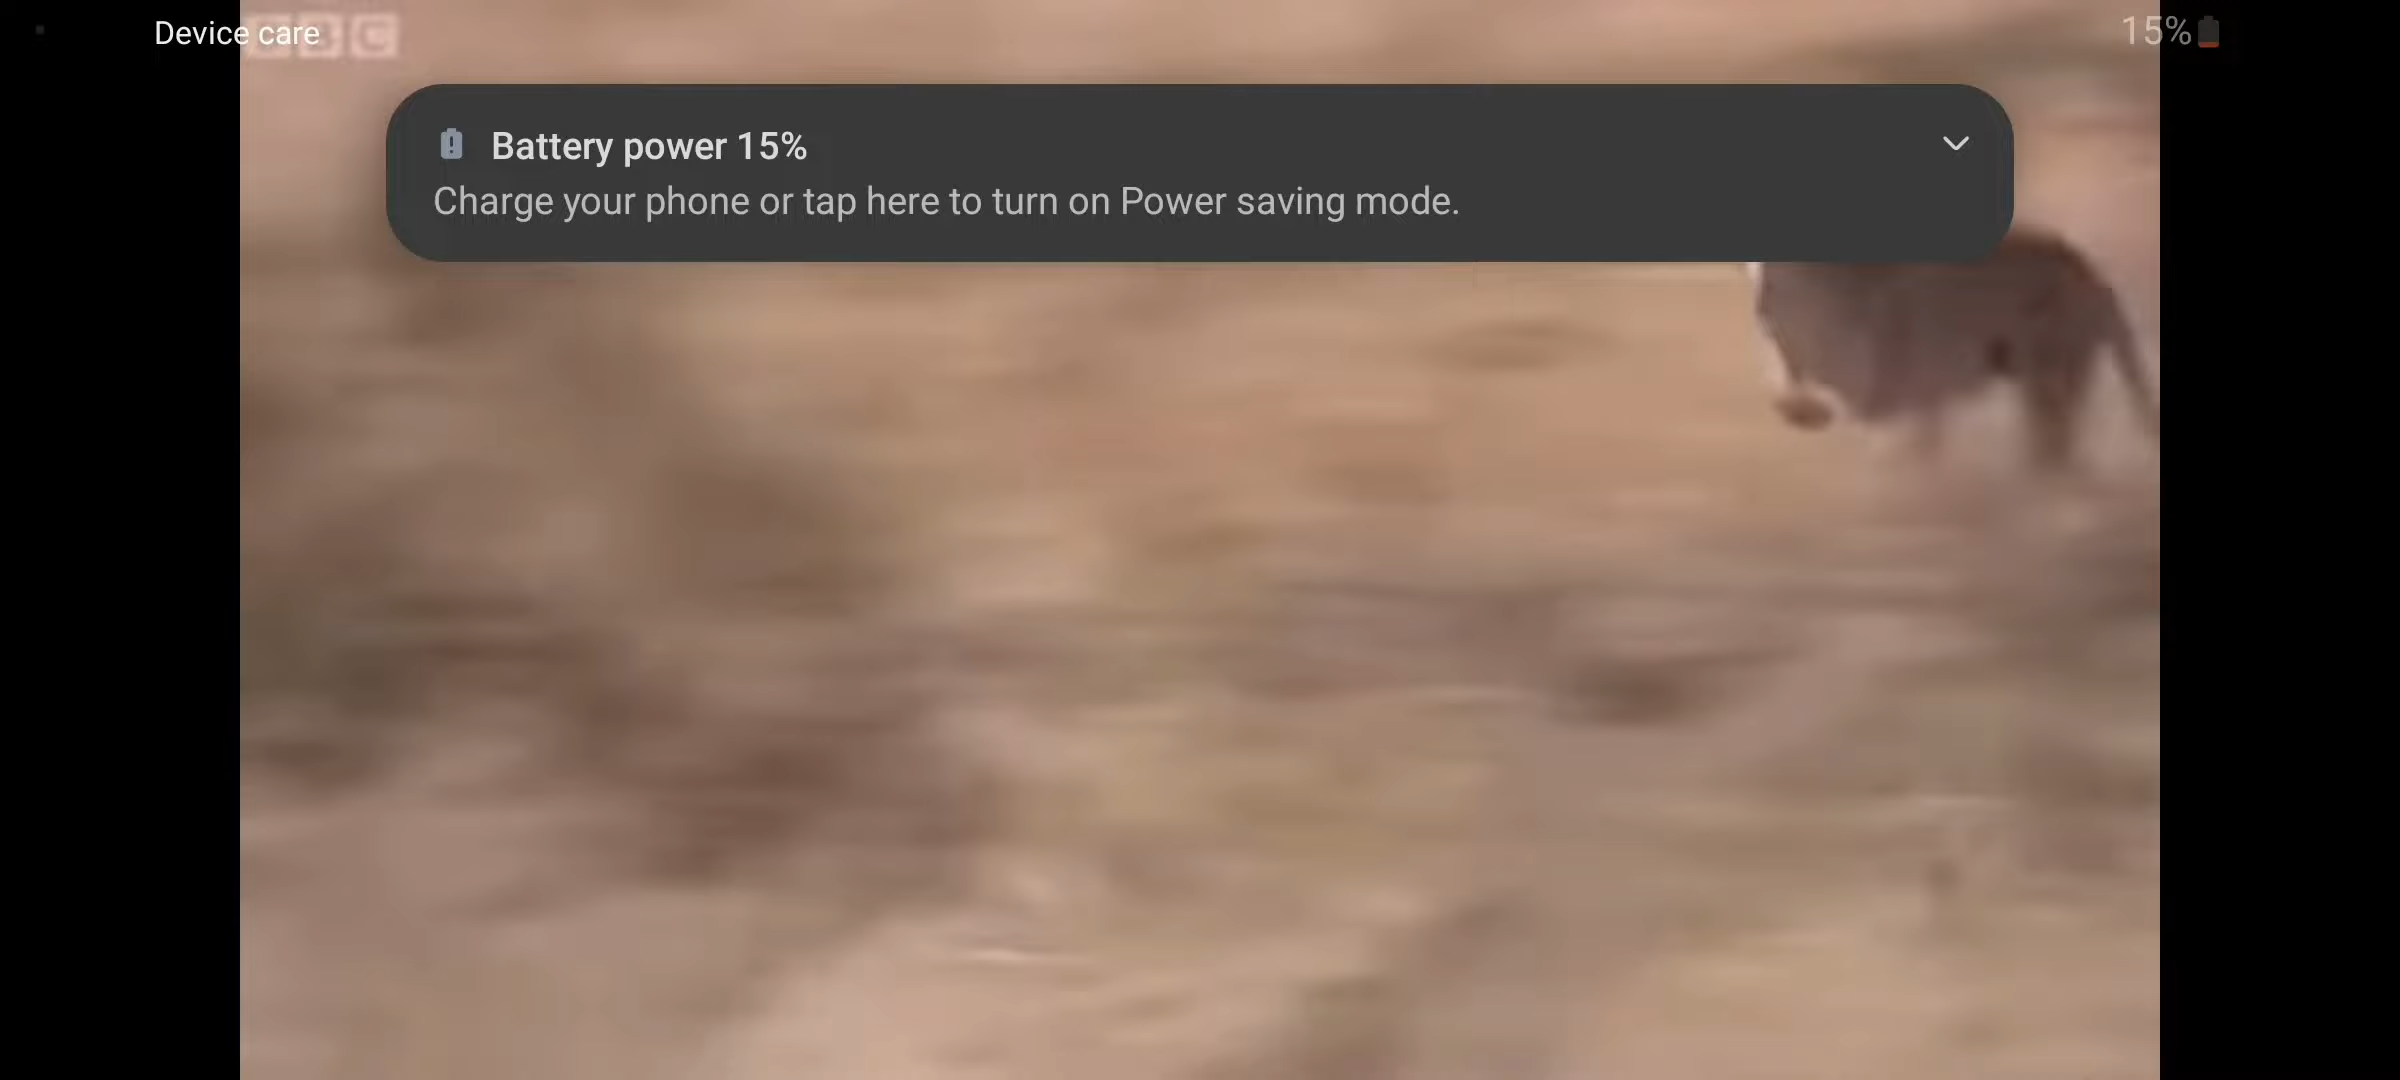 Device care
15%
Battery power 15%
Charge your phone or tap here to turn on Power saving mode.